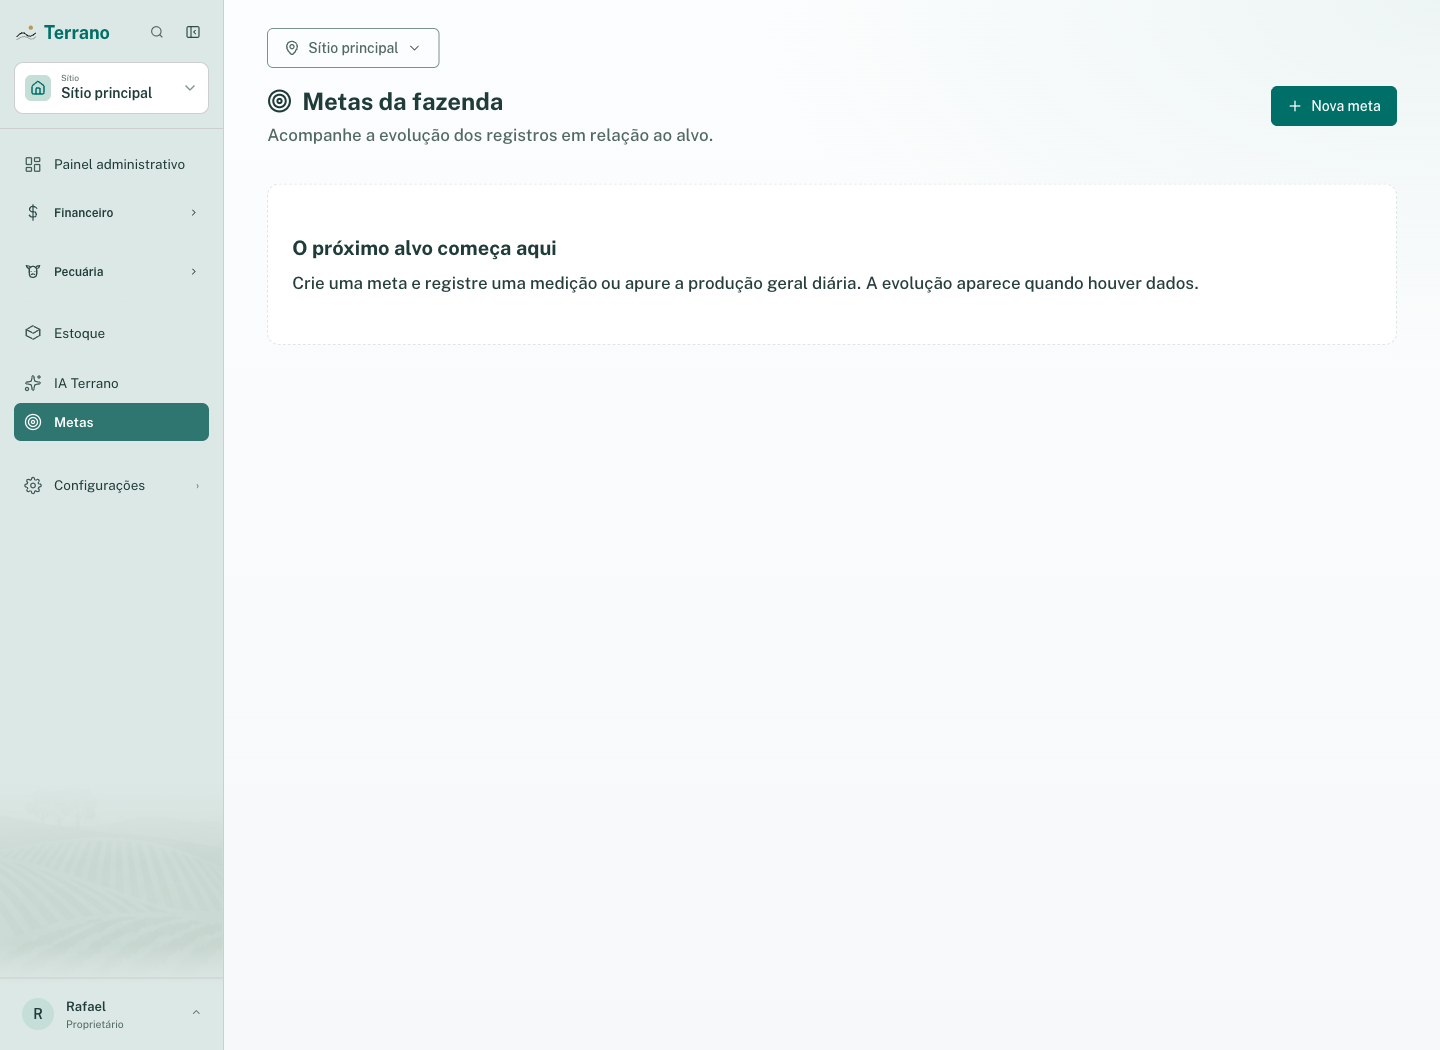 Terrano
Sítio
Sítio principal
Painel administrativo
Financeiro
Pecuária
Estoque
IA Terrano
Metas
Configurações
R
Rafael
Proprietário
Sítio principal
Metas da fazenda
Acompanhe a evolução dos registros em relação ao alvo.
Nova meta
O próximo alvo começa aqui
Crie uma meta e registre uma medição ou apure a produção geral diária. A evolução aparece quando houver dados.